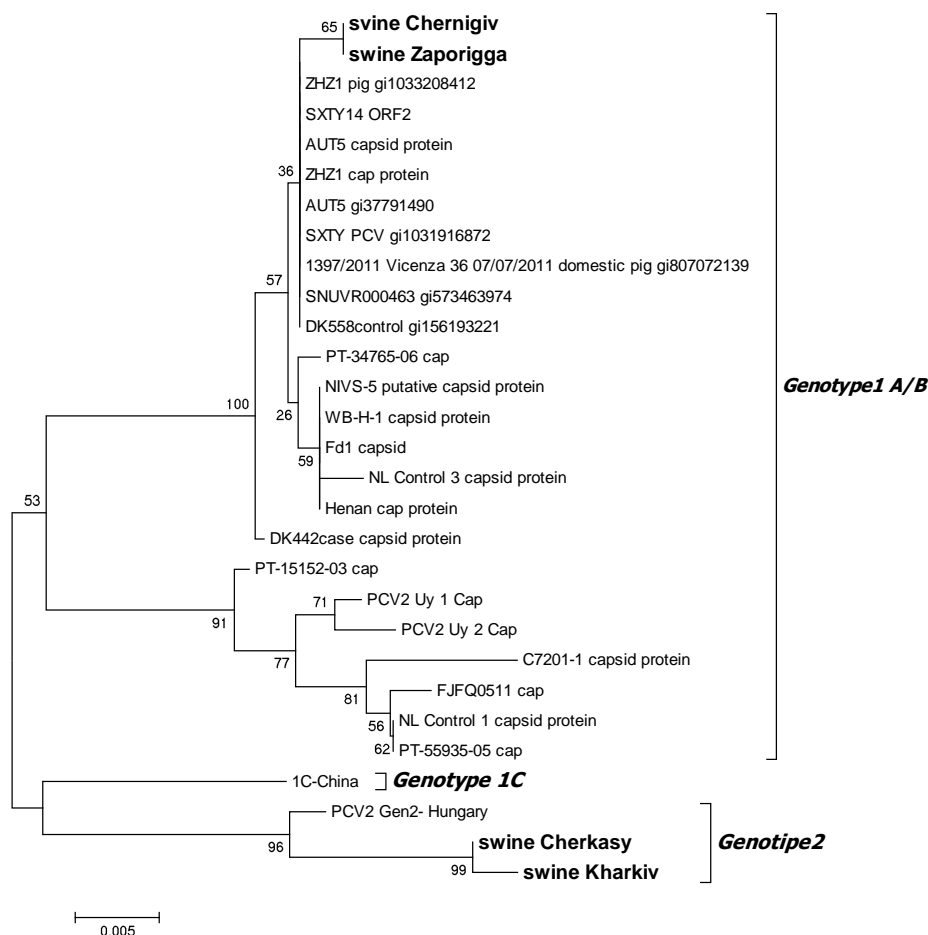 65
svine Chernigiv
swine Zaporigga
ZHZ1 pig gi1033208412
SXTY14 ORF2
AUT5 capsid protein
36
ZHZ1 cap protein
AUT5 gi37791490
SXTY PCV gi1031916872
1397/2011 Vicenza 36 07/07/2011 domestic pig gi807072139
57
SNUVR000463 gi573463974
DK558control gi156193221
PT-34765-06 cap
NIVS-5 putative capsid protein
Genotype1 A/B
100
26
WB-H-1 capsid protein
Fd1 capsid
59
NL Control 3 capsid protein
53
Henan cap protein
DK442case capsid protein
PT-15152-03 cap
71
PCV2 Uy 1 Cap
91
PCV2 Uy 2 Cap
77
C7201-1 capsid protein
81
FJFQ0511 cap
56
NL Control 1 capsid protein
62
PT-55935-05 cap
1C-China
Genotype 1C
PCV2 Gen2- Hungary
96
swine Cherkasy
Genotipe2
99
swine Kharkiv
0.005